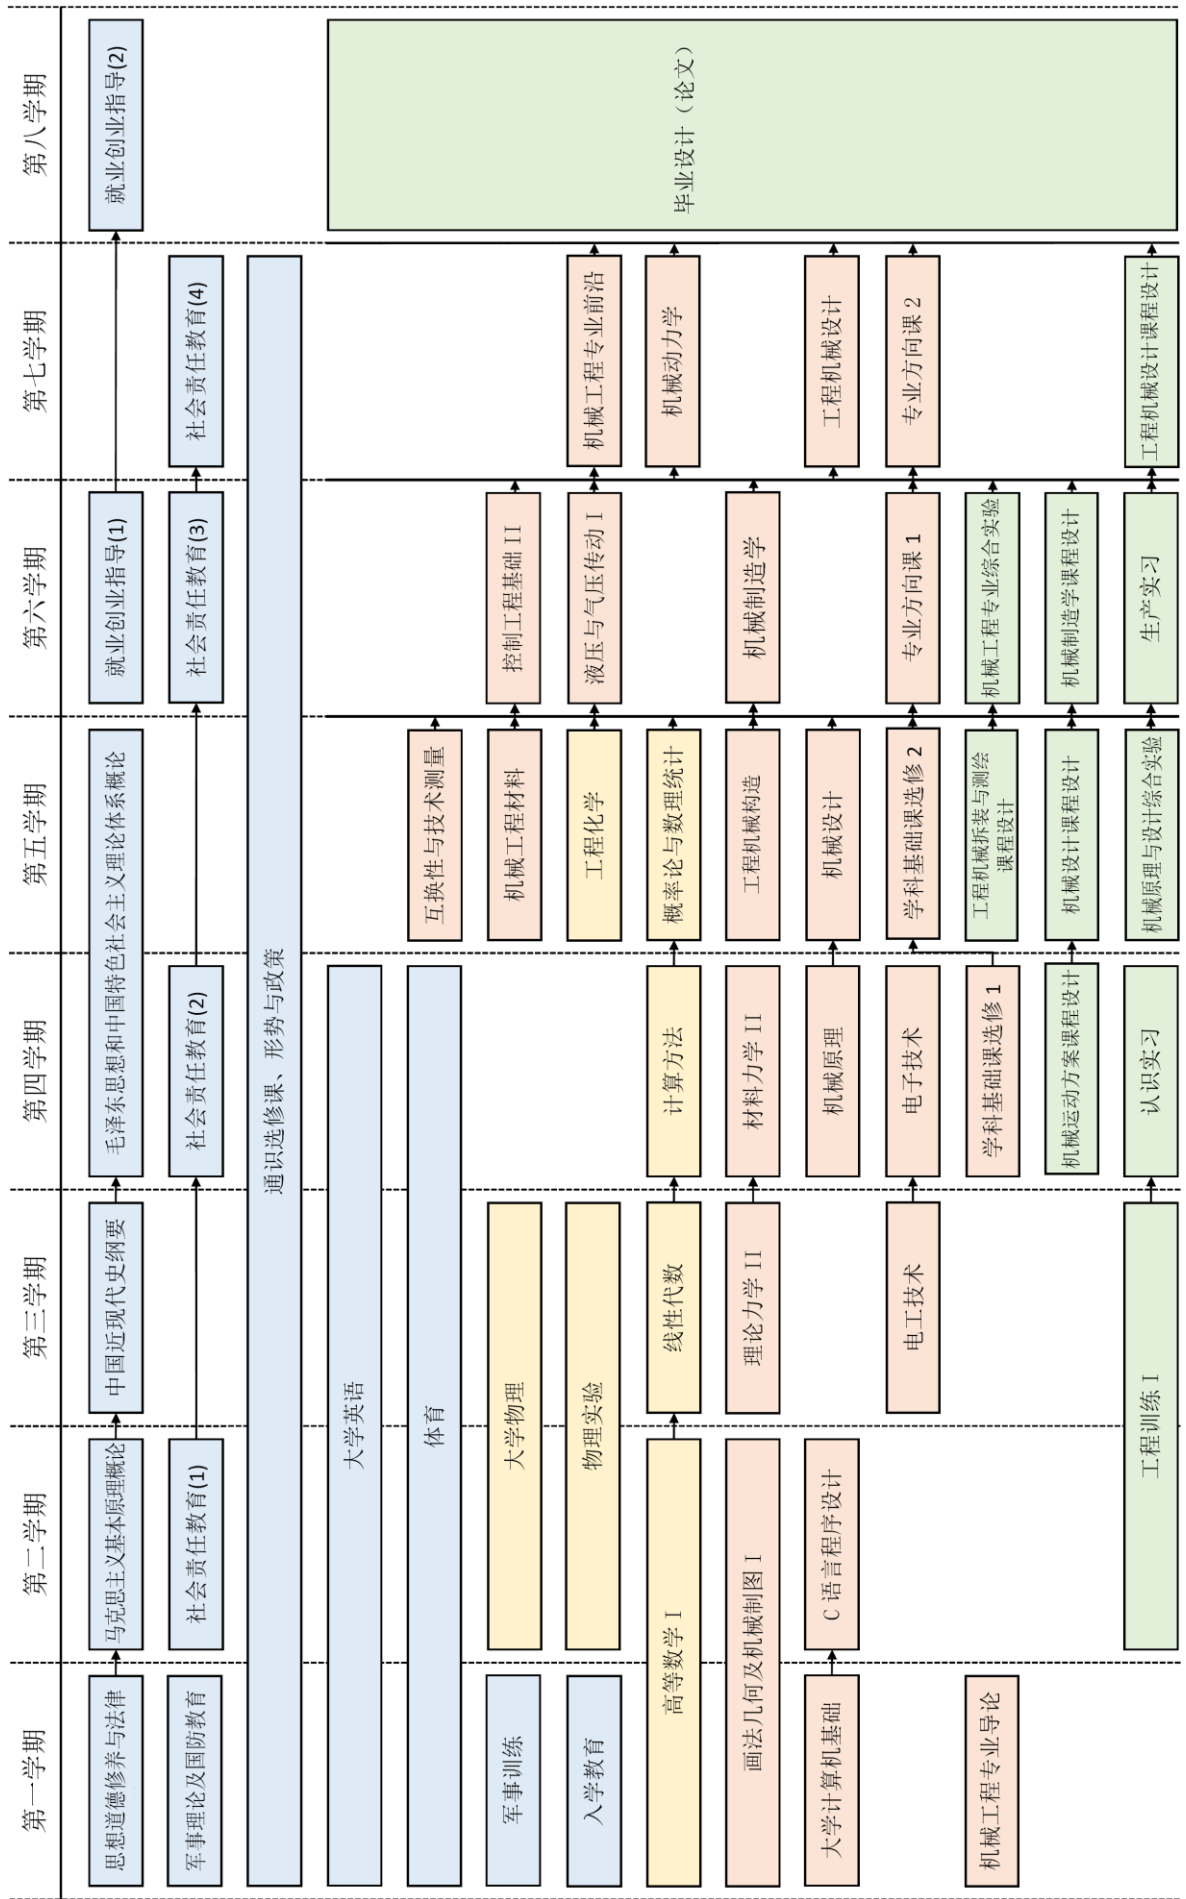 第一学期
第二学期
第三学期
第四学期
第五学期
第六学期
第七学期
第八学期
思想道德修养与法律
马克思主义基本原理概论
中国近现代史纲要
毛泽东思想和中国特色社会主义理论体系概论
就业创业指导(1)
就业创业指导(2)
军事理论及国防教育
社会责任教育(1)
社会责任教育(2)
社会责任教育(3)
社会责任教育(4)
通识选修课、形势与政策
大学英语
毕业设计（论文）
体育
互换性与技术测量
军事训练
大学物理
机械工程材料
控制工程基础 II
入学教育
物理实验
工程化学
液压与气压传动 I
机械工程专业前沿
高等数学 I
线性代数
计算方法
概率论与数理统计
机械动力学
画法几何及机械制图 I
理论力学 II
材料力学 II
工程机械构造
机械制造学
大学计算机基础
C 语言程序设计
机械原理
机械设计
工程机械设计
电工技术
电子技术
学科基础课选修 2
专业方向课 1
专业方向课 2
机械工程专业导论
学科基础课选修 1
工程机械拆装与测绘
课程设计
机械工程专业综合实验
机械运动方案课程设计
机械设计课程设计
机械制造学课程设计
工程训练 I
认识实习
机械原理与设计综合实验
生产实习
工程机械设计课程设计